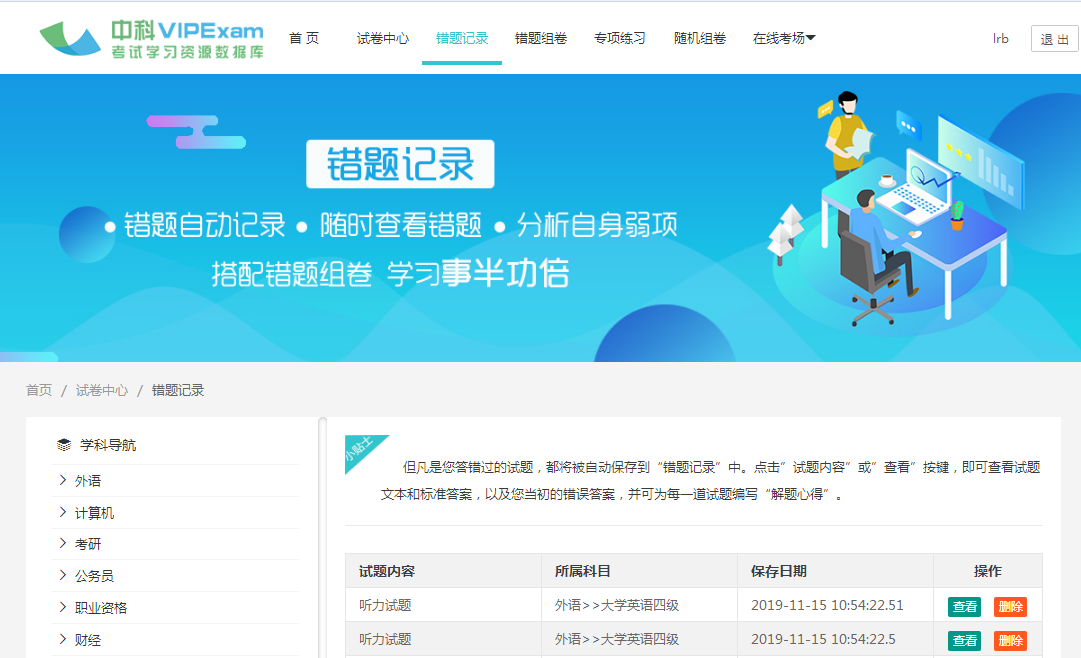 中科VIPExam
考试学习资源数据库
首 页 试卷中心 错题记录 错题组卷 专项练习 随机组卷 在线考场 lrb 退 出
错题记录
● 错题自动记录 ● 随时查看错题 ● 分析自身弱项
搭配错题组卷 学习事半功倍
首页 / 试卷中心 / 错题记录
学科导航
外语
计算机
考研
公务员
职业资格
财经
小贴士
但凡是您答错过的试题，都将被自动保存到“错题记录”中。点击”试题内容”或”查看”按键，即可查看试题
文本和标准答案，以及您当初的错误答案，并可为每一道试题编写“解题心得”。
试题内容 所属科目 保存日期 操作
听力试题 外语>>大学英语四级 2019-11-15 10:54:22.51 查看 删除
听力试题 外语>>大学英语四级 2019-11-15 10:54:22.5 查看 删除